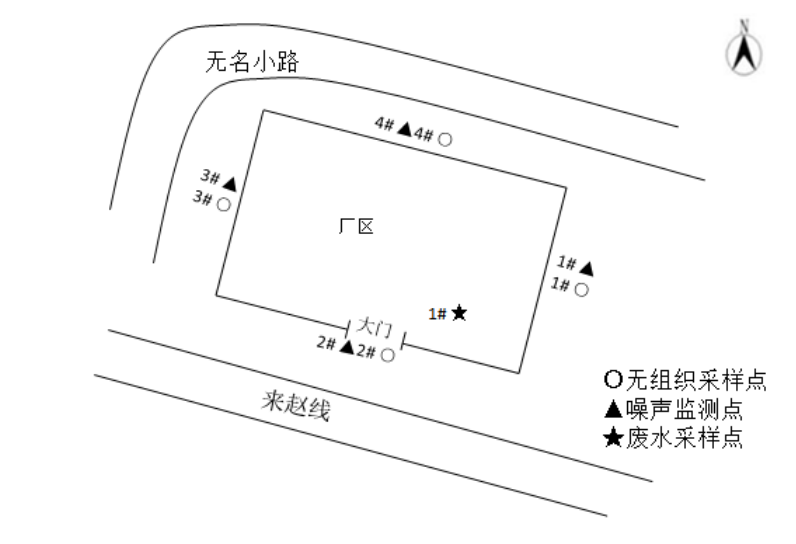 N
无名小路
4#▲4#○
3#▲
3#○
厂区
1#▲
1#○
1#★
大门
2#▲2#○
○无组织采样点
来赵线
▲噪声监测点
★废水采样点